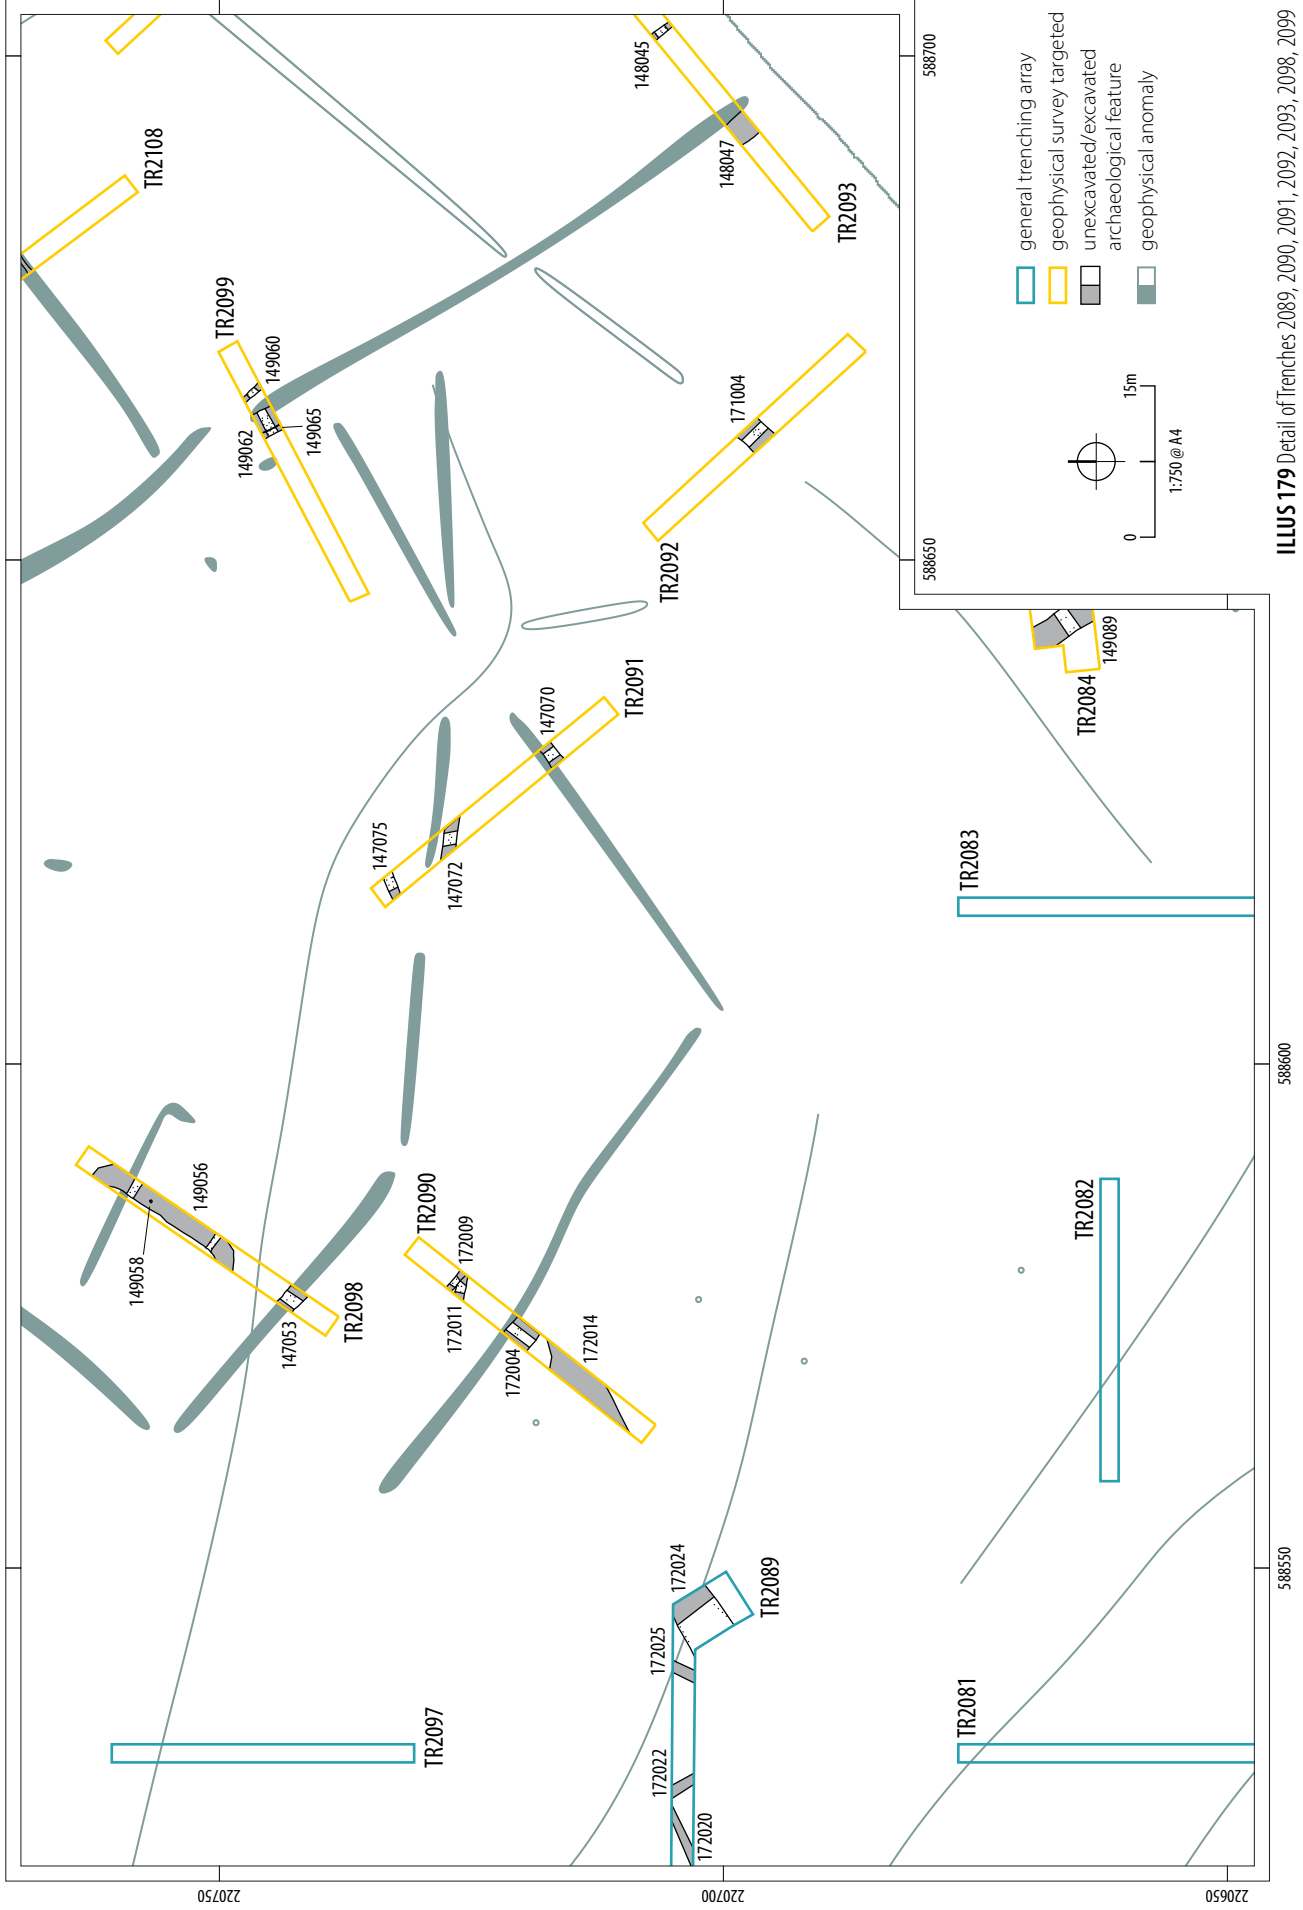 TR2108
148045
148047
TR2093
TR2099
149060
149062
149065
171004
TR2092
TR2091
147070
147075
147072
TR2084
149089
TR2083
149056
149058
147053
TR2098
TR2090
172009
172011
172004
172014
TR2082
172024
TR2089
172025
172022
172020
TR2097
TR2081
588700
588650
588600
588550
220750
220700
220650
general trenching array
geophysical survey targeted
unexcavated/excavated
archaeological feature
geophysical anomaly
0
15m
1:750 @ A4
ILLUS 179 Detail of Trenches 2089, 2090, 2091, 2092, 2093, 2098, 2099